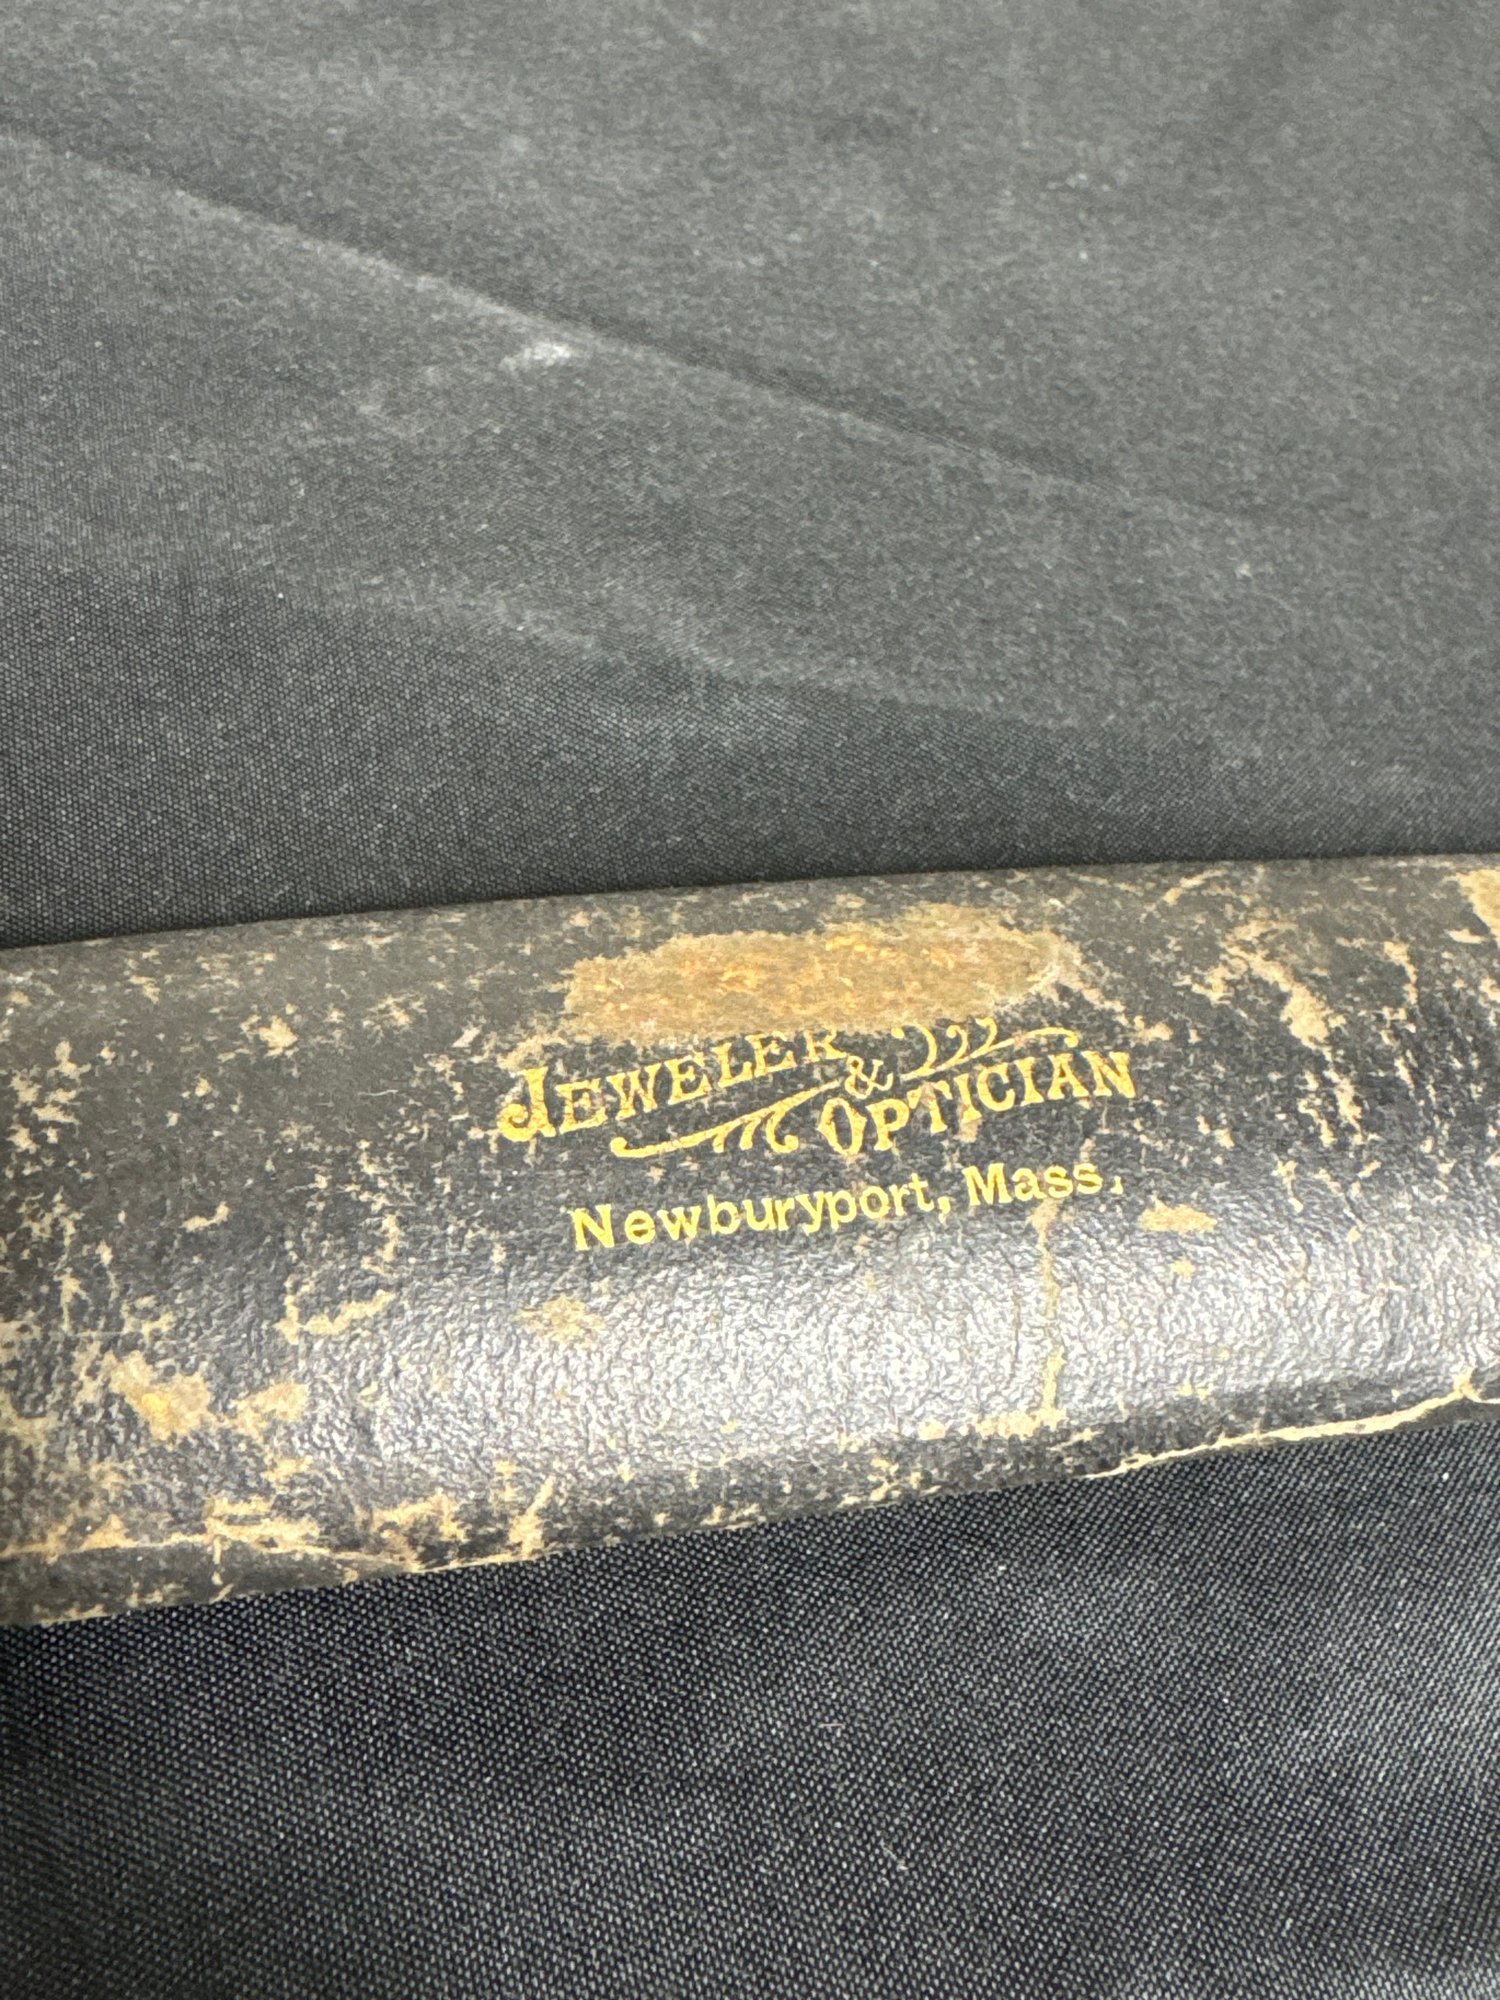 JEWELER
&
OPTICIAN
Newburyport, Mass.